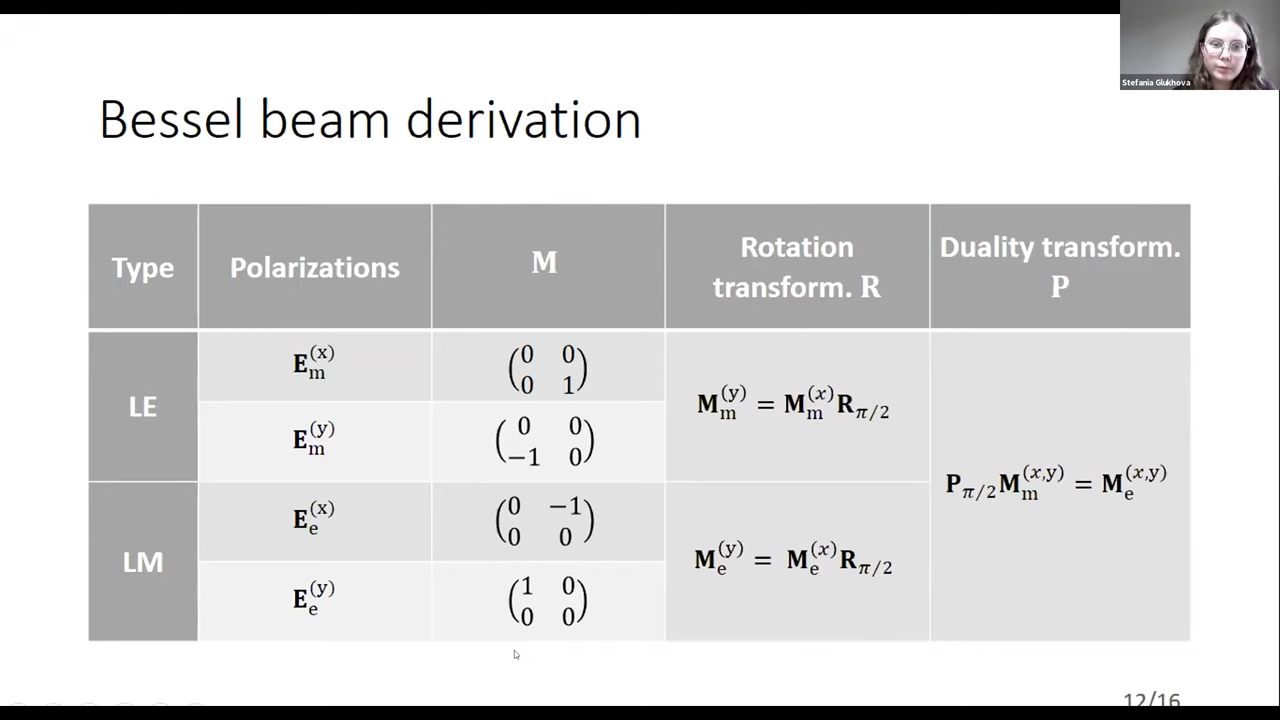 Stefania Glukhova
Bessel beam derivation
Type
Polarizations
M
Rotation
transform. R
Duality transform.
P
LE
E_m^(x)
(0 0
0 1)
E_m^(y)
(0 0
−1 0)
M_m^(y) = M_m^(x) R_π/2
LM
E_e^(x)
(0 −1
0 0)
E_e^(y)
(1 0
0 0)
M_e^(y) = M_e^(x) R_π/2
P_π/2 M_m^(x,y) = M_e^(x,y)
12/16